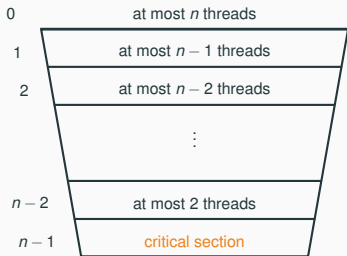 0 at most n threads
1 at most n − 1 threads
2 at most n − 2 threads
⋮
n − 2 at most 2 threads
n − 1 critical section